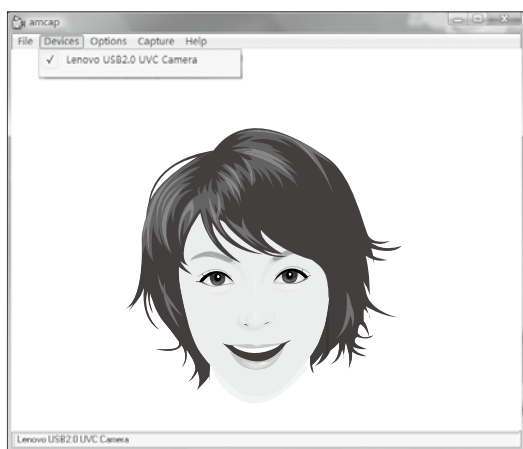 amcap
File Devices Options Capture Help
✓ Lenovo USB2.0 UVC Camera
Lenovo USB2.0 UVC Camera